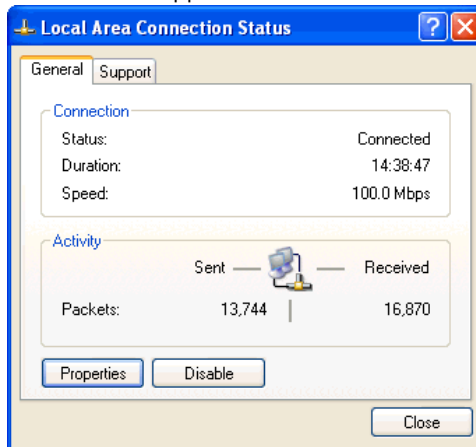 Local Area Connection Status
General Support
Connection
Status: Connected
Duration: 14:38:47
Speed: 100.0 Mbps
Activity
Sent Received
Packets: 13,744 16,870
Properties Disable
Close